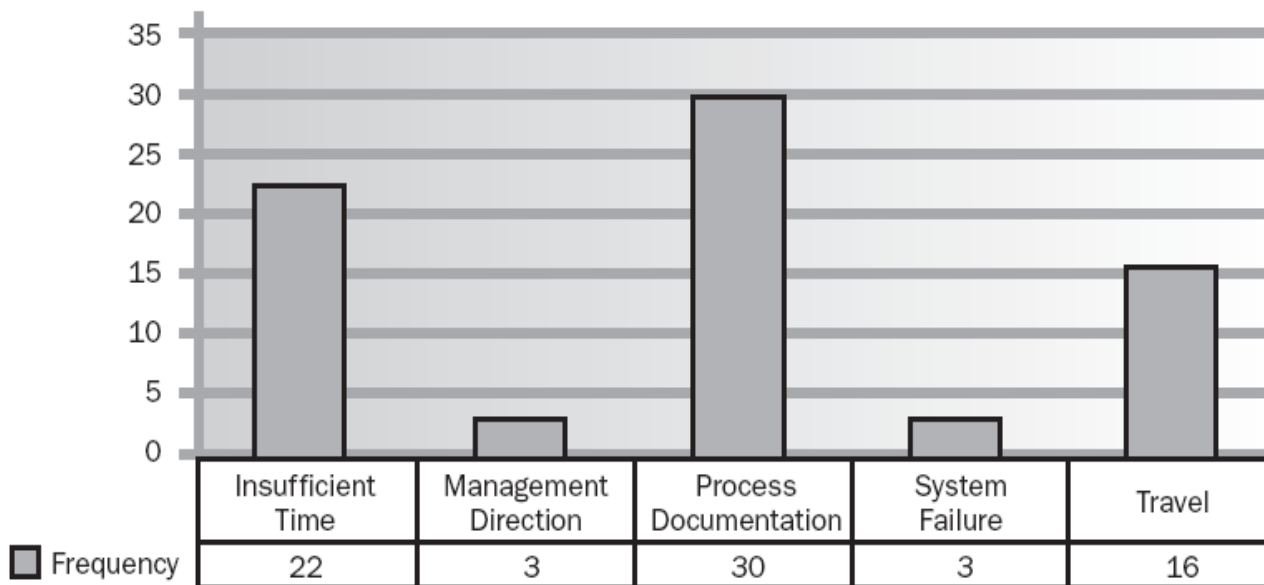 35
30
25
20
15
10
5
0
Insufficient Time
Management Direction
Process Documentation
System Failure
Travel
Frequency 22 3 30 3 16